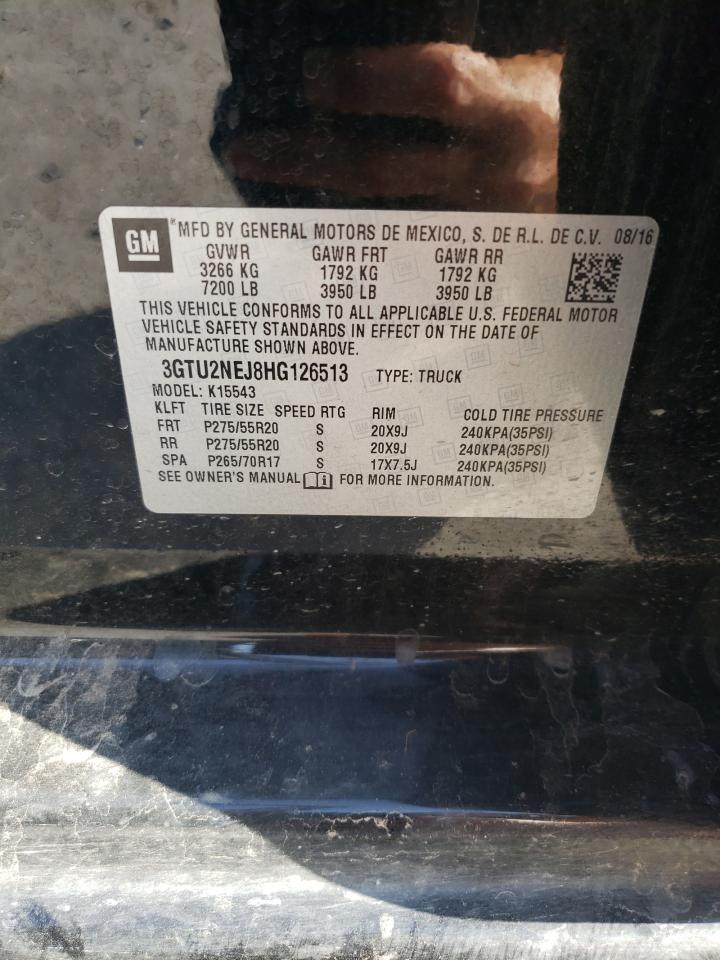 GM ® MFD BY GENERAL MOTORS DE MEXICO, S. DE R.L. DE C.V. 08/16
GVWR GAWR FRT GAWR RR
3266 KG 1792 KG 1792 KG
7200 LB 3950 LB 3950 LB
THIS VEHICLE CONFORMS TO ALL APPLICABLE U.S. FEDERAL MOTOR
VEHICLE SAFETY STANDARDS IN EFFECT ON THE DATE OF
MANUFACTURE SHOWN ABOVE.
3GTU2NEJ8HG126513 TYPE: TRUCK
MODEL: K15543
KLFT TIRE SIZE SPEED RTG RIM COLD TIRE PRESSURE
FRT P275/55R20 S 20X9J 240KPA(35PSI)
RR P275/55R20 S 20X9J 240KPA(35PSI)
SPA P265/70R17 S 17X7.5J 240KPA(35PSI)
SEE OWNER'S MANUAL FOR MORE INFORMATION.